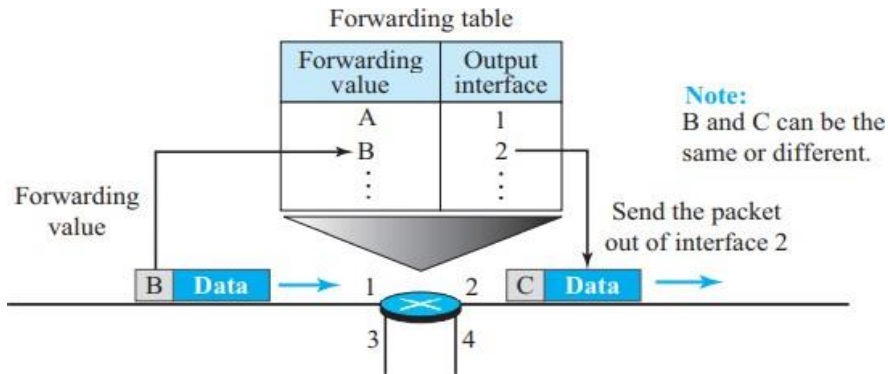 Forwarding table
Forwarding value
Output interface
A 1
B 2
⋮ ⋮
Note:
B and C can be the
same or different.
Forwarding
value
Send the packet
out of interface 2
B Data
1
2
C Data
3
4